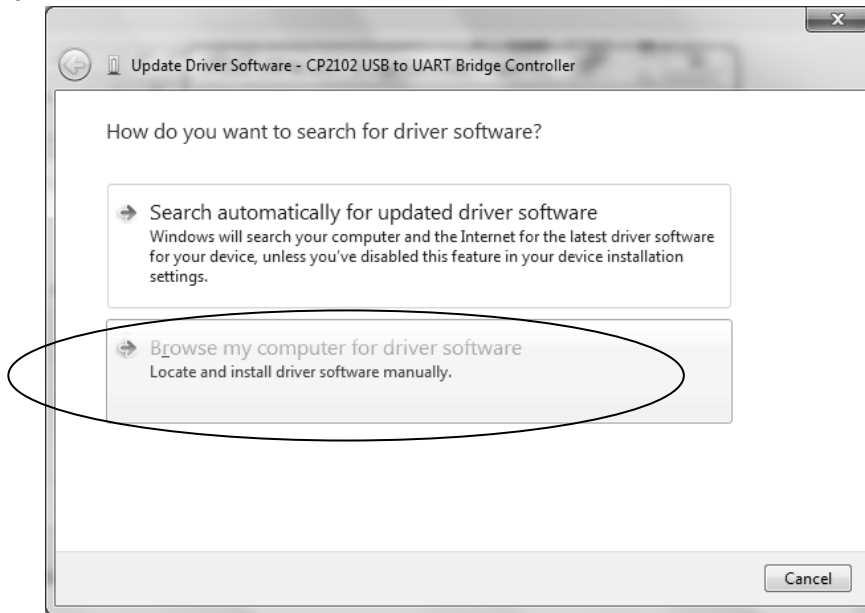 Update Driver Software - CP2102 USB to UART Bridge Controller
How do you want to search for driver software?
Search automatically for updated driver software
Windows will search your computer and the Internet for the latest driver software
for your device, unless you've disabled this feature in your device installation
settings.
Browse my computer for driver software
Locate and install driver software manually.
Cancel